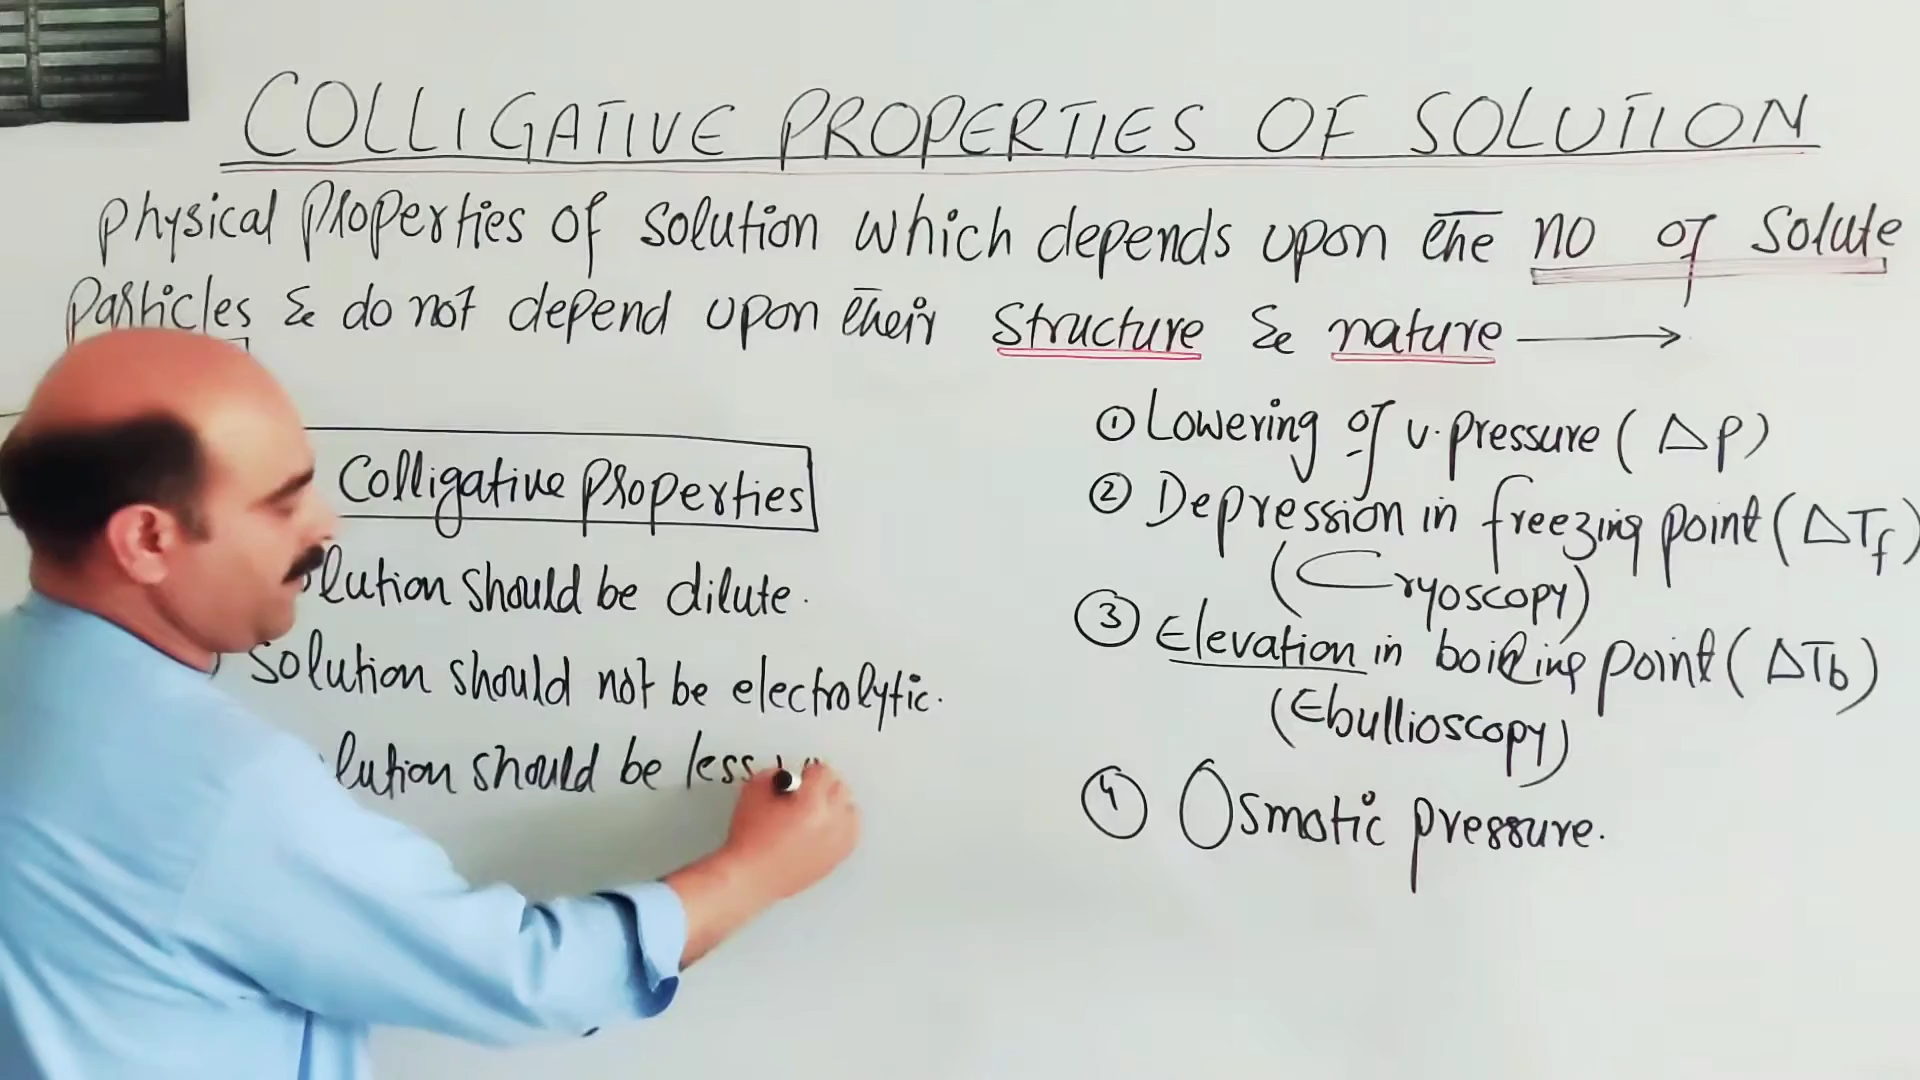 COLLIGATIVE PROPERTIES OF SOLUTION
Physical Properties of Solution which depends upon the no of Solute
Particles & do not depend upon their Structure & nature →
Colligative Properties
lution should be dilute.
Solution should not be electrolytic.
lution should be less
① Lowering of v. pressure (Δp)
② Depression in freezing point (ΔTf)
(Cryoscopy)
③ Elevation in boiling point (ΔTb)
(Ebullioscopy)
④ Osmotic pressure.